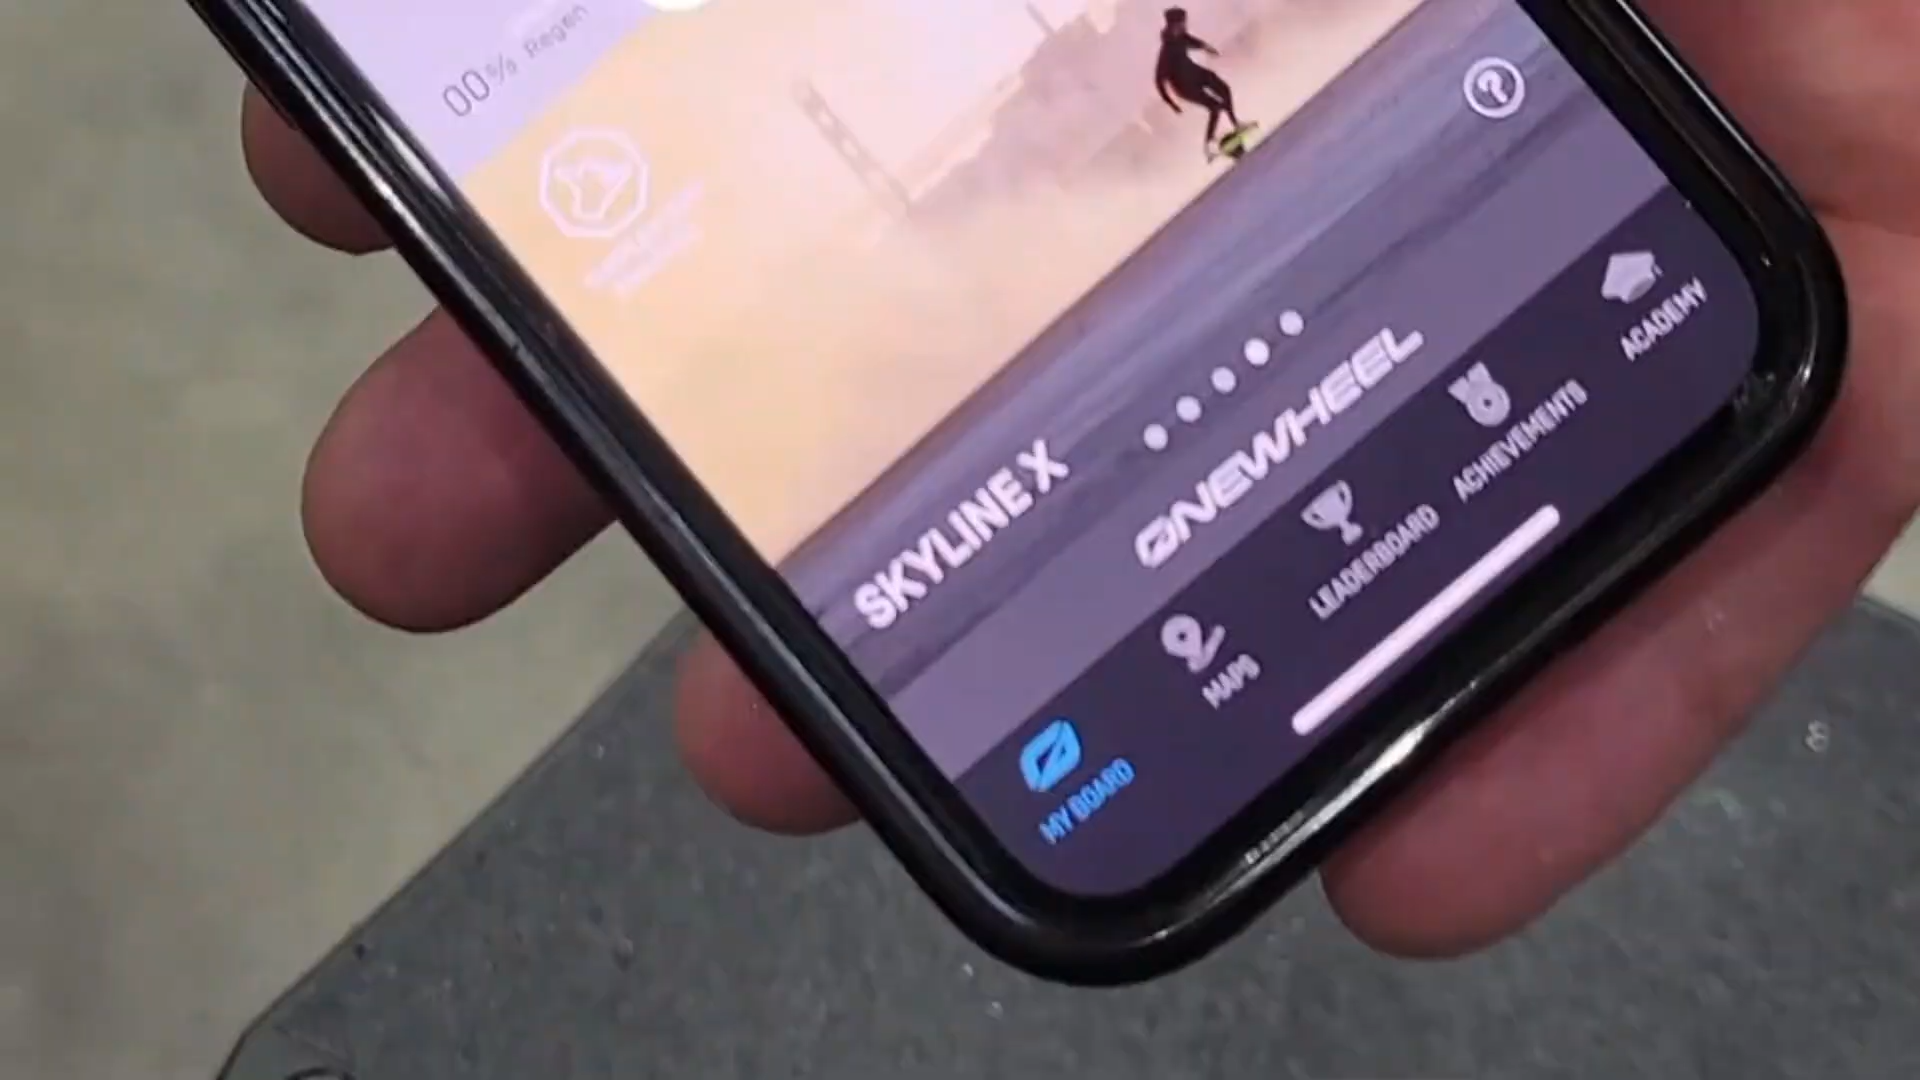 00% Regen
?
SKYLINE X
ONEWHEEL
MY BOARD
MAPS
LEADERBOARD
ACHIEVEMENTS
ACADEMY